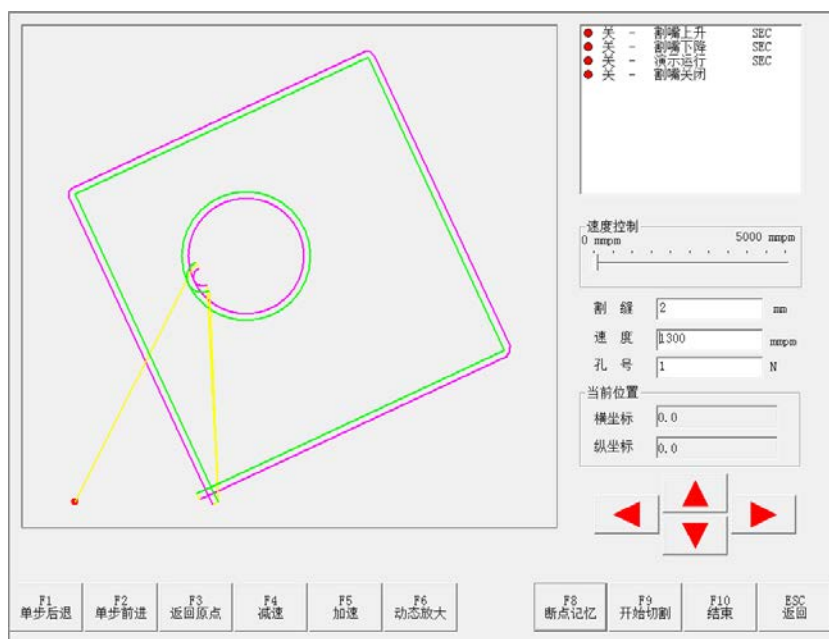 关 - 割嘴上升 SEC
关 - 割嘴下降 SEC
关 - 演示运行 SEC
关 - 割嘴关闭
速度控制
0 mmpm 5000 mmpm
割 缝 2 mm
速 度 1300 mmpm
孔 号 1 N
当前位置
横坐标 0.0
纵坐标 0.0
F1 F2 F3 F4 F5 F6 F8 F9 F10 ESC
单步后退 单步前进 返回原点 减速 加速 动态放大 断点记忆 开始切割 结束 返回